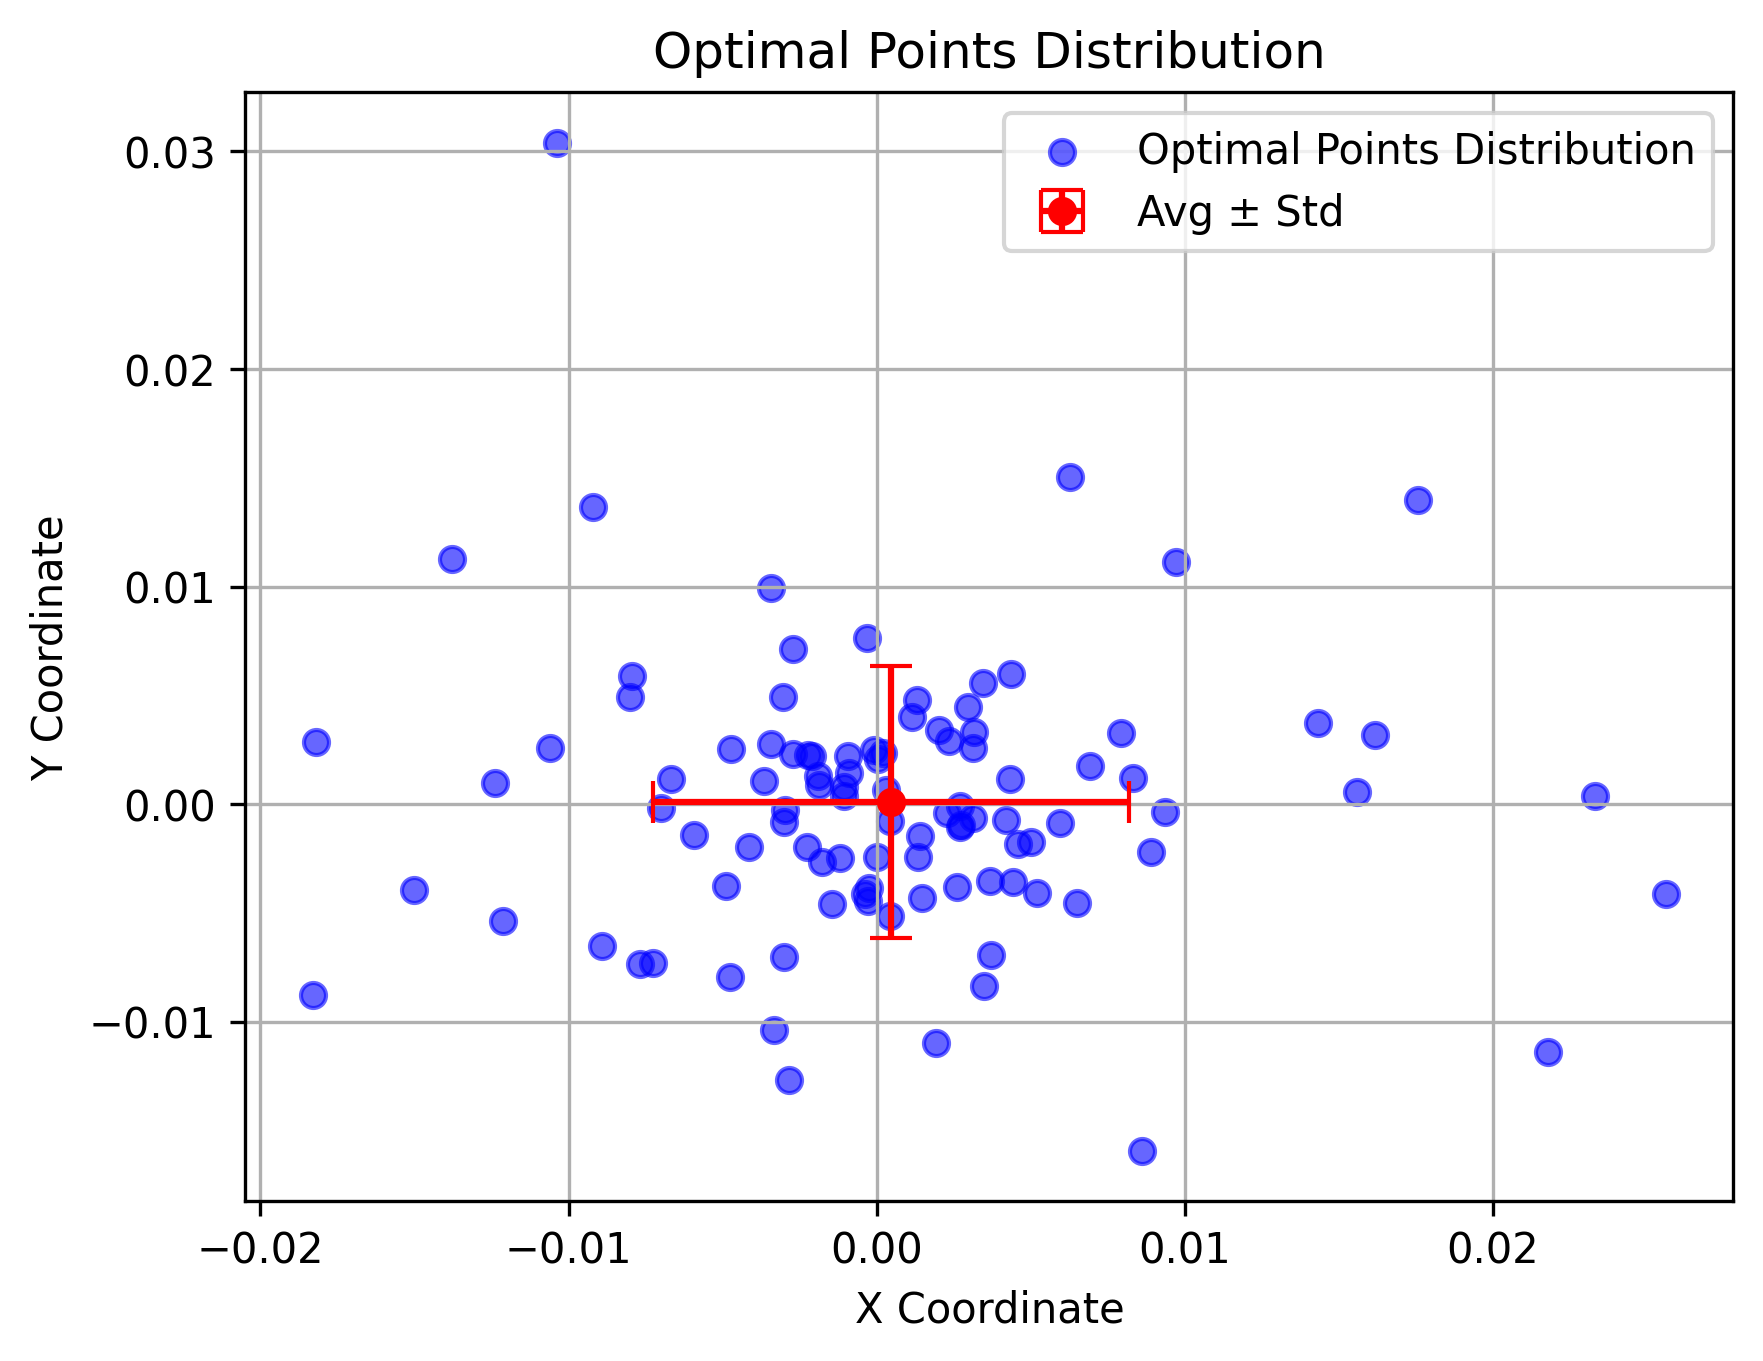 Optimal Points Distribution
Optimal Points Distribution
Avg ± Std
Y Coordinate
0.03
0.02
0.01
0.00
−0.01
−0.02
−0.01
0.00
0.01
0.02
X Coordinate